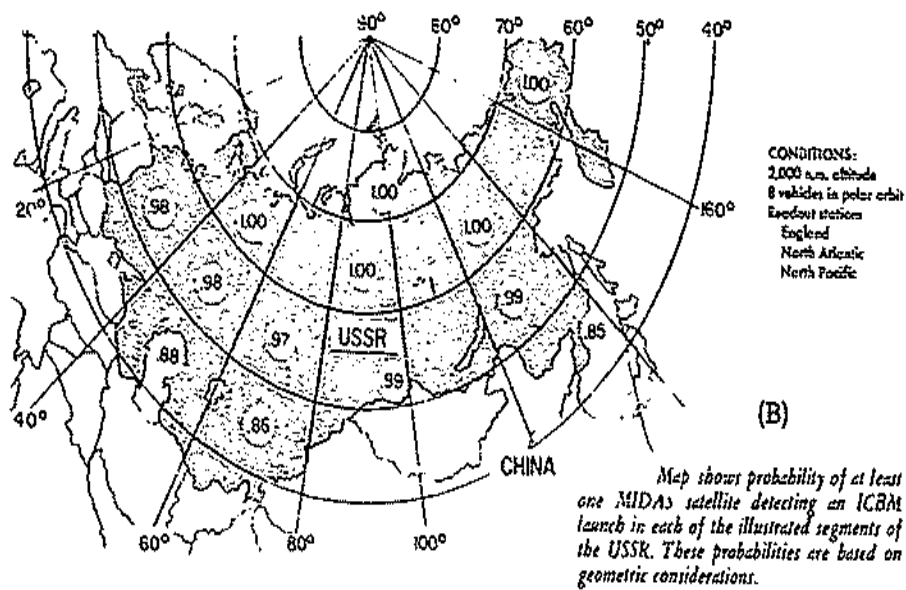 90° 80° 70° 60° 50° 40°
1.00
CONDITIONS:
2,000 n.m. altitude
8 vehicles in polar orbit
Readout stations
England
North Atlantic
North Pacific
20°
160°
.98
1.00
1.00
1.00
.98
1.00
.99
.97
USSR
.85
.88
.99
40°
.86
(B)
CHINA
Map shows probability of at least
one MIDAS satellite detecting an ICBM
launch in each of the illustrated segments of
the USSR. These probabilities are based on
geometric considerations.
60° 80° 100°